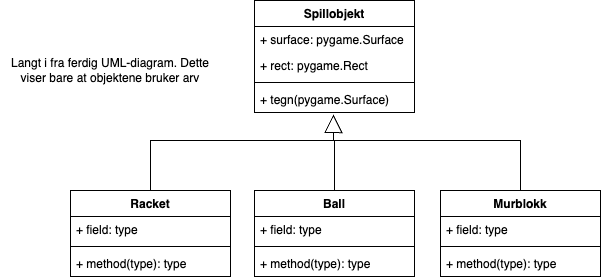 Spillobjekt
+ surface: pygame.Surface
+ rect: pygame.Rect
+ tegn(pygame.Surface)
Langt i fra ferdig UML-diagram. Dette
viser bare at objektene bruker arv
Racket
+ field: type
+ method(type): type
Ball
+ field: type
+ method(type): type
Murblokk
+ field: type
+ method(type): type